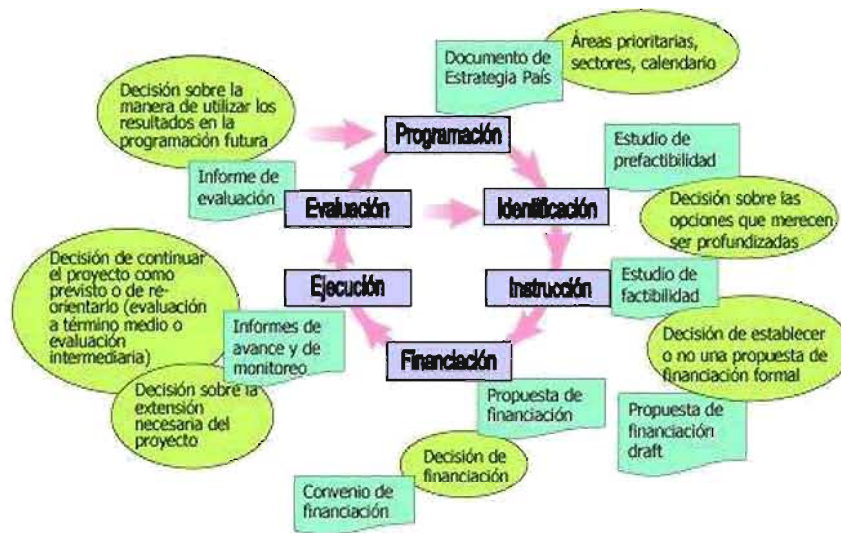 Áreas prioritarias,
sectores, calendario
Documento de
Estrategia País
Decisión sobre la
manera de utilizar los
resultados en la
programación futura
Programación
Estudio de
prefactibilidad
Informe de
evaluación
Evaluación
Identificación
Decisión sobre las
opciones que merecen
ser profundizadas
Decisión de continuar
el proyecto como
previsto o de re-
orientarlo (evaluación
a término medio o
evaluación
intermediaria)
Ejecución
Instrucción
Estudio de
factibilidad
Informes de
avance y de
monitoreo
Financiación
Decisión de establecer
o no una propuesta de
financiación formal
Decisión sobre la
extensión
necesaria del
proyecto
Propuesta de
financiación
Propuesta de
financiación
draft
Decisión de
financiación
Convenio de
financiación